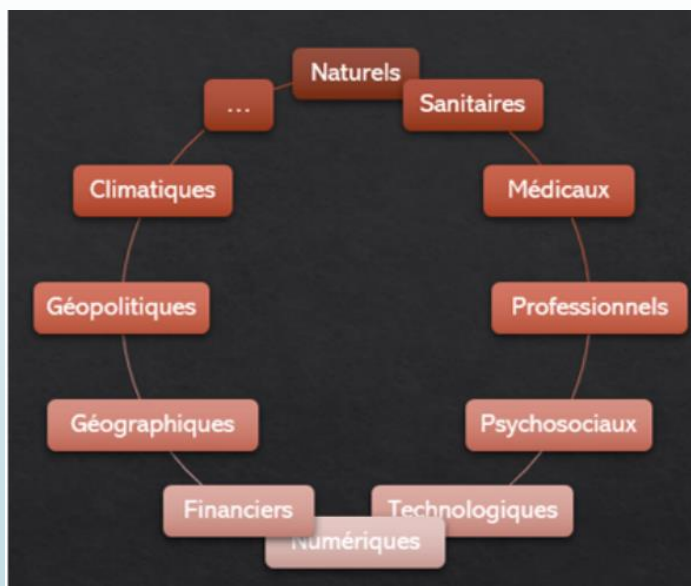 Naturels
Sanitaires
Médicaux
Professionnels
Psychosociaux
Technologiques
Numériques
Financiers
Géographiques
Géopolitiques
Climatiques
...